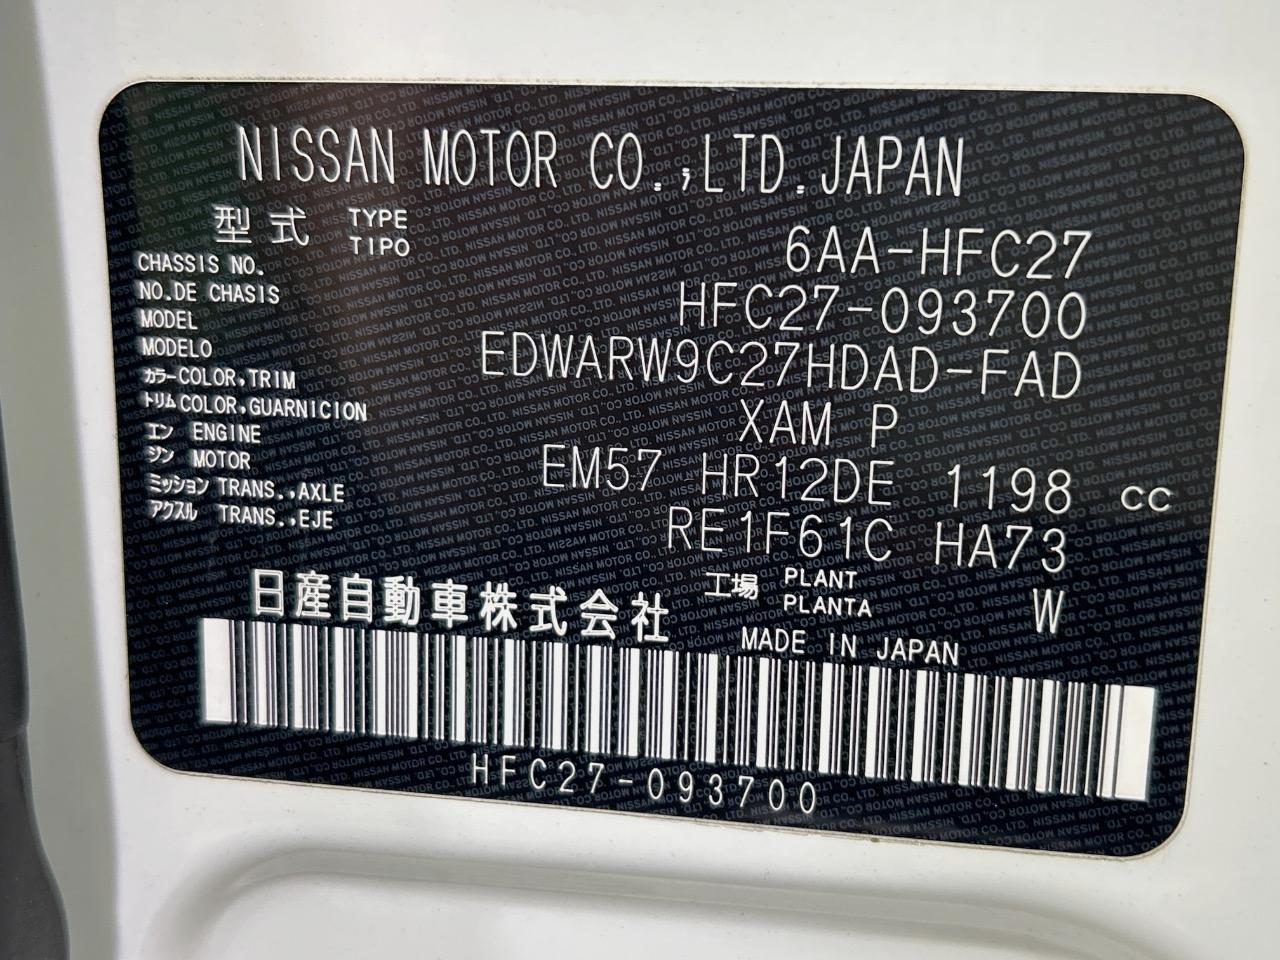 NISSAN MOTOR CO.,LTD.JAPAN
型式 TYPE TIPO 6AA-HFC27
CHASSIS NO.
NO.DE CHASIS HFC27-093700
MODEL
MODELO EDWARW9C27HDAD-FAD
カラー COLOR,TRIM
トリム COLOR,GUARNICION XAM P
エン ENGINE
ジン MOTOR EM57 HR12DE 1198 cc
ミッション TRANS.,AXLE
アクスル TRANS.,EJE RE1F61C HA73
工場 PLANT PLANTA W
日産自動車株式会社
MADE IN JAPAN
HFC27-093700